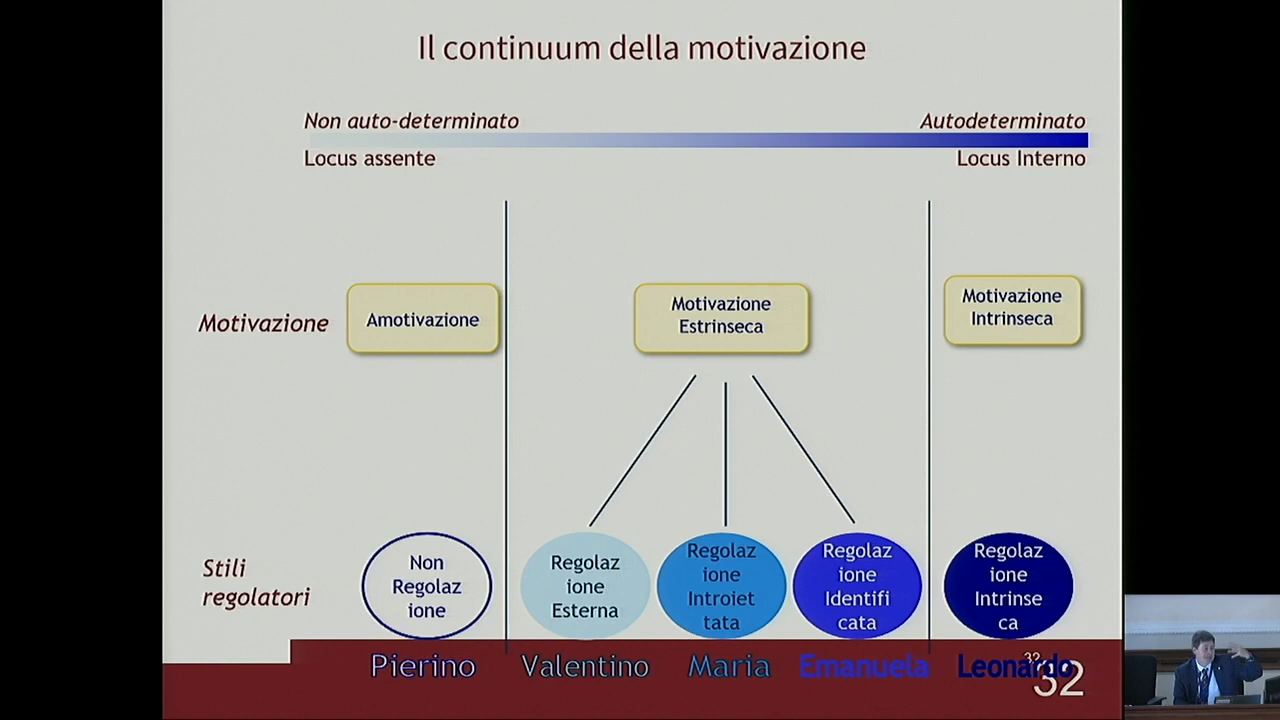 Il continuum della motivazione
Non auto-determinato
Autodeterminato
Locus assente
Locus Interno
Motivazione
Amotivazione
Motivazione
Estrinseca
Motivazione
Intrinseca
Stili
regolatori
Non
Regolaz
ione
Regolaz
ione
Esterna
Regolaz
ione
Introiet
tata
Regolaz
ione
Identifi
cata
Regolaz
ione
Intrinse
ca
Pierino
Valentino
Maria
Emanuela
Leonardo
32
32